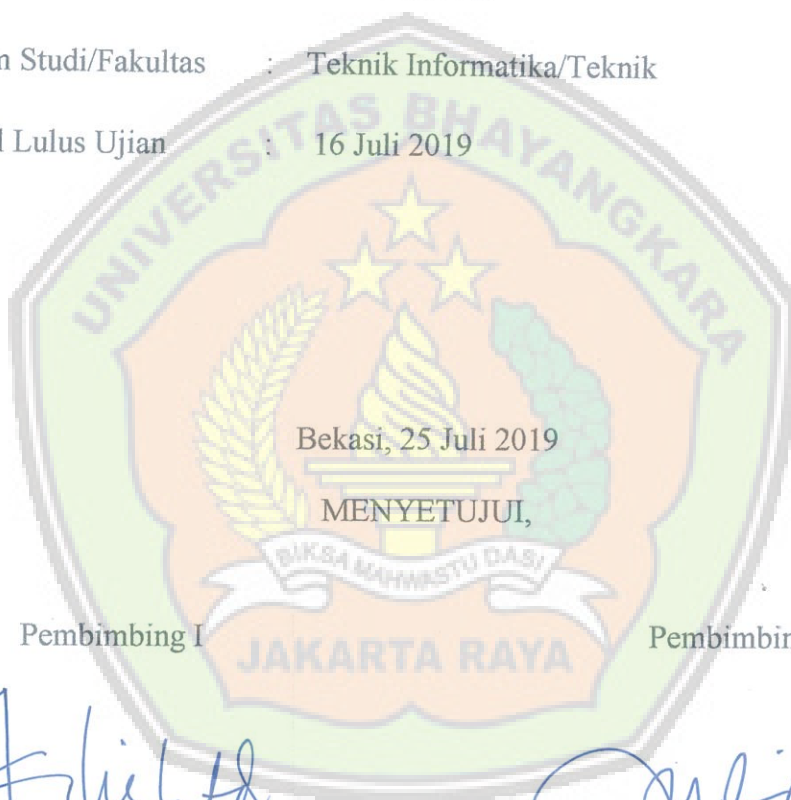 Studi/Fakultas : Teknik Informatika/Teknik
Lulus Ujian : 16 Juli 2019
UNIVERSITAS BHAYANGKARA
Bekasi, 25 Juli 2019
MENYETUJUI,
BIKSA MAHWASTU DASI
Pembimbing I
JAKARTA RAYA